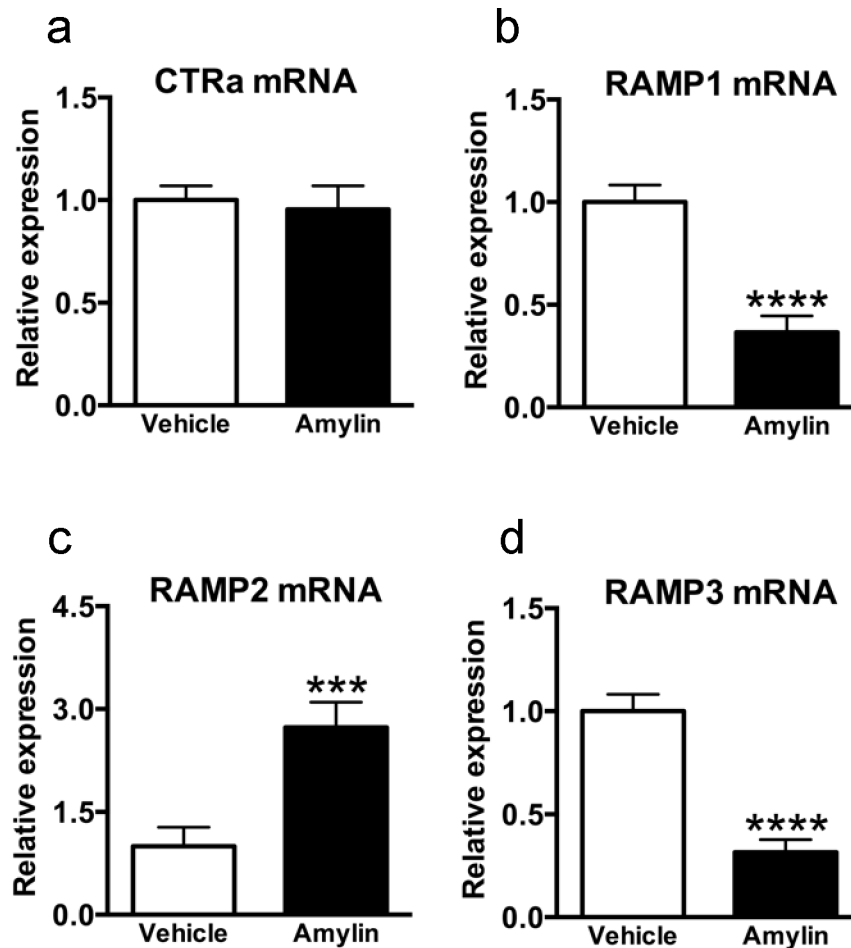 a
CTRa mRNA
Relative expression
1.5
1.0
0.5
0.0
Vehicle Amylin
b
RAMP1 mRNA
Relative expression
1.5
1.0
0.5
0.0
****
Vehicle Amylin
c
RAMP2 mRNA
Relative expression
4.5
3.0
1.5
0.0
***
Vehicle Amylin
d
RAMP3 mRNA
Relative expression
1.5
1.0
0.5
0.0
****
Vehicle Amylin